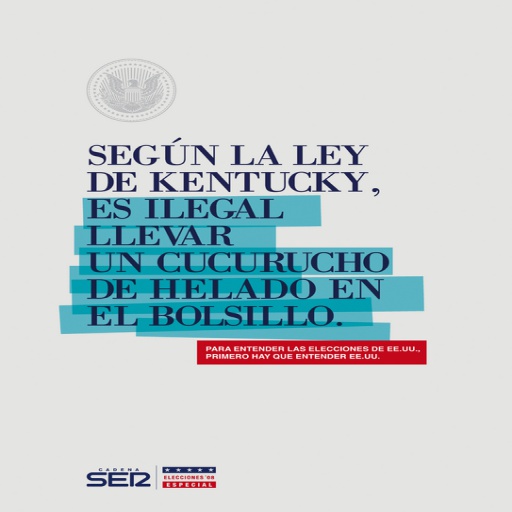 SEGÚN LA LEY
DE KENTUCKY,
ES ILEGAL
LLEVAR
UN CUCURUCHO
DE HELADO EN
EL BOLSILLO.
PARA ENTENDER LAS ELECCIONES DE EE.UU.,
PRIMERO HAY QUE ENTENDER EE.UU.
CADENA
SER
ELECCIONES '08
ESPECIAL